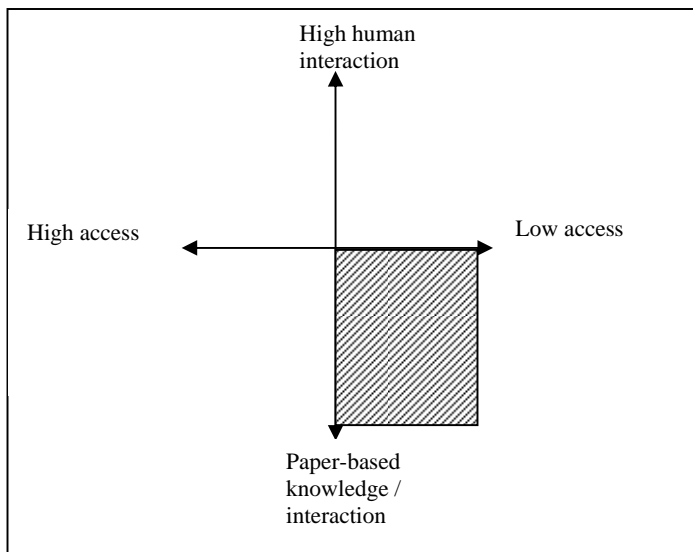 High human
interaction
High access
Low access
Paper-based
knowledge /
interaction